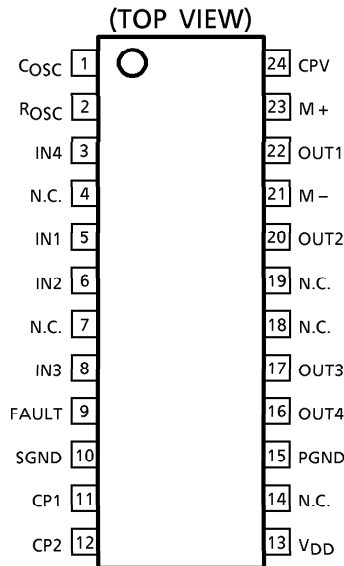 (TOP VIEW)
COSC 1 24 CPV
ROSC 2 23 M+
IN4 3 22 OUT1
N.C. 4 21 M−
IN1 5 20 OUT2
IN2 6 19 N.C.
N.C. 7 18 N.C.
IN3 8 17 OUT3
FAULT 9 16 OUT4
SGND 10 15 PGND
CP1 11 14 N.C.
CP2 12 13 VDD